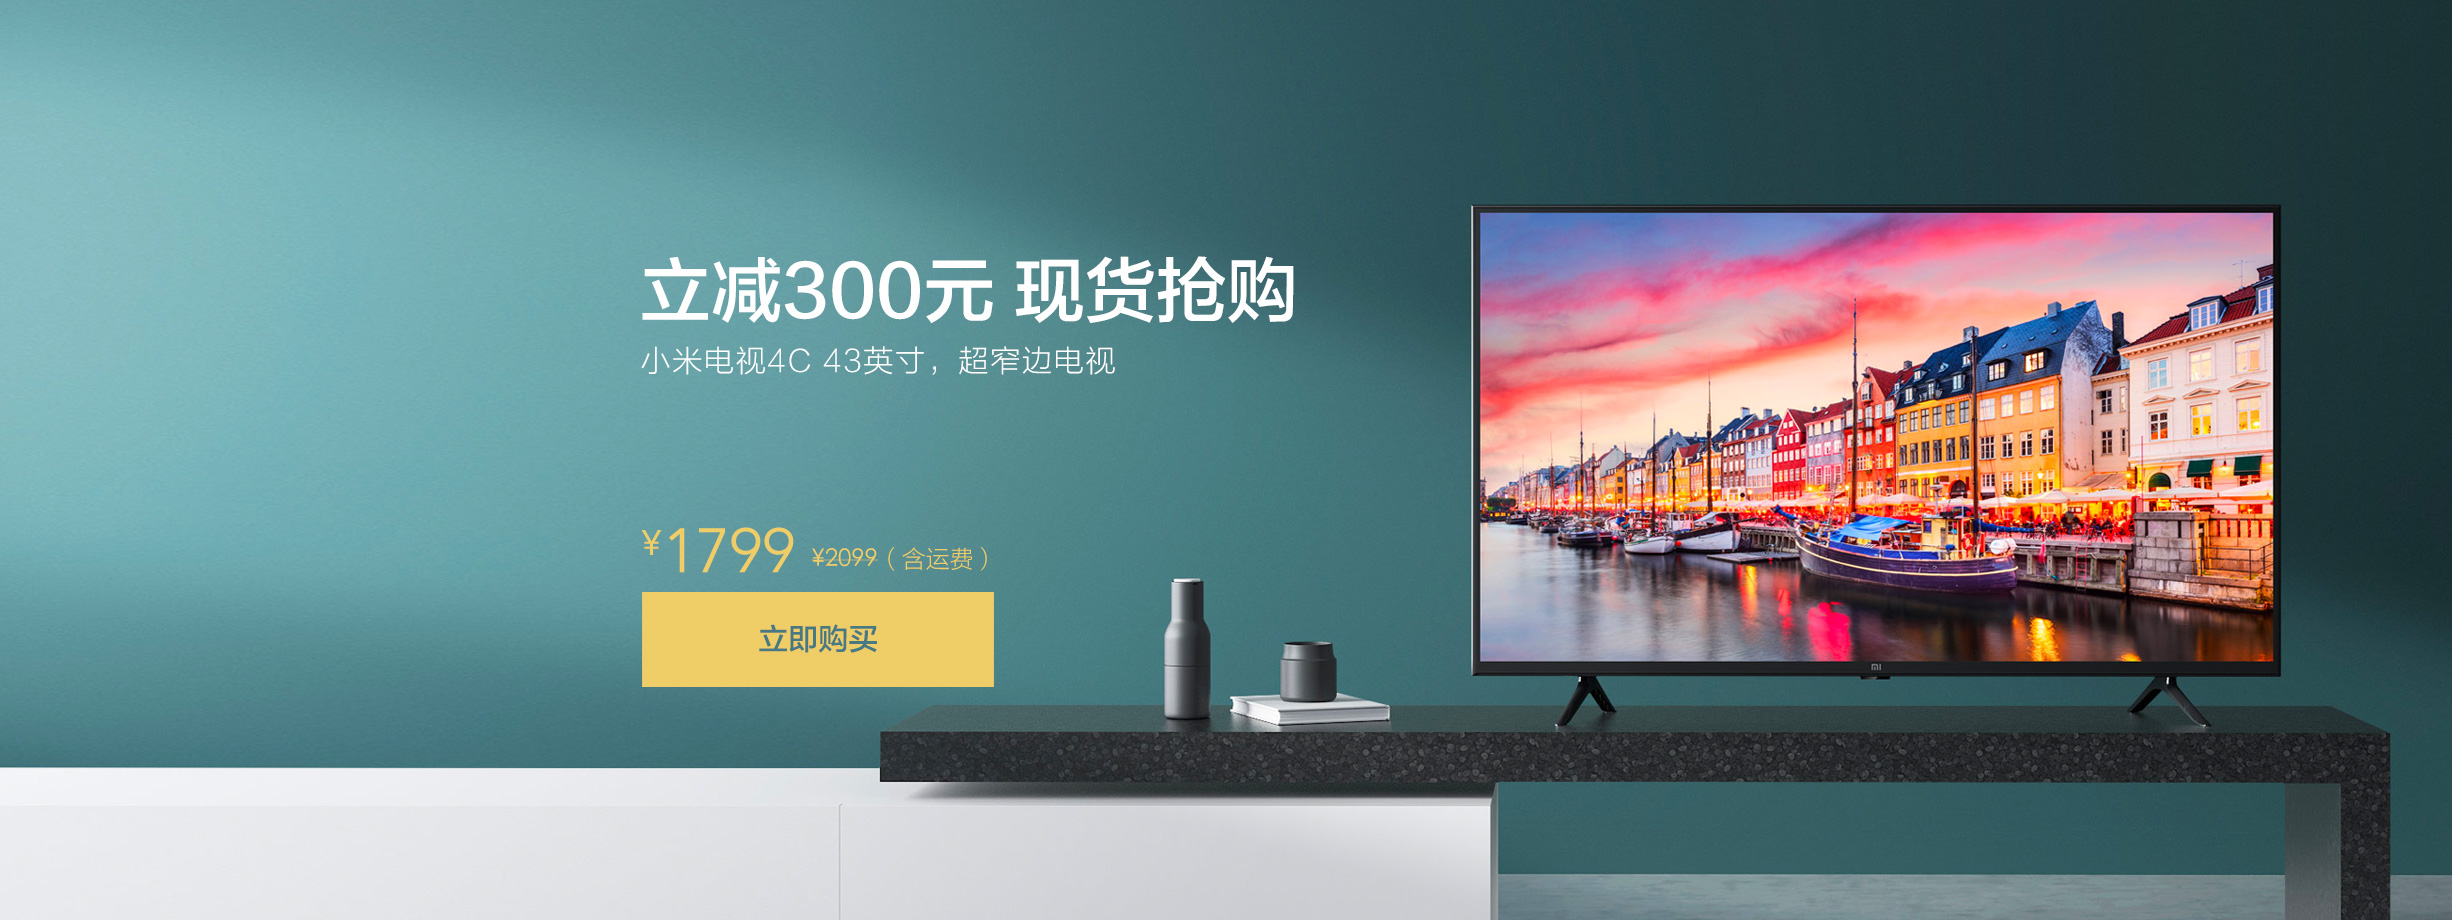 立减300元 现货抢购
小米电视4C 43英寸，超窄边电视
¥1799 ¥2099（含运费）
立即购买
mi